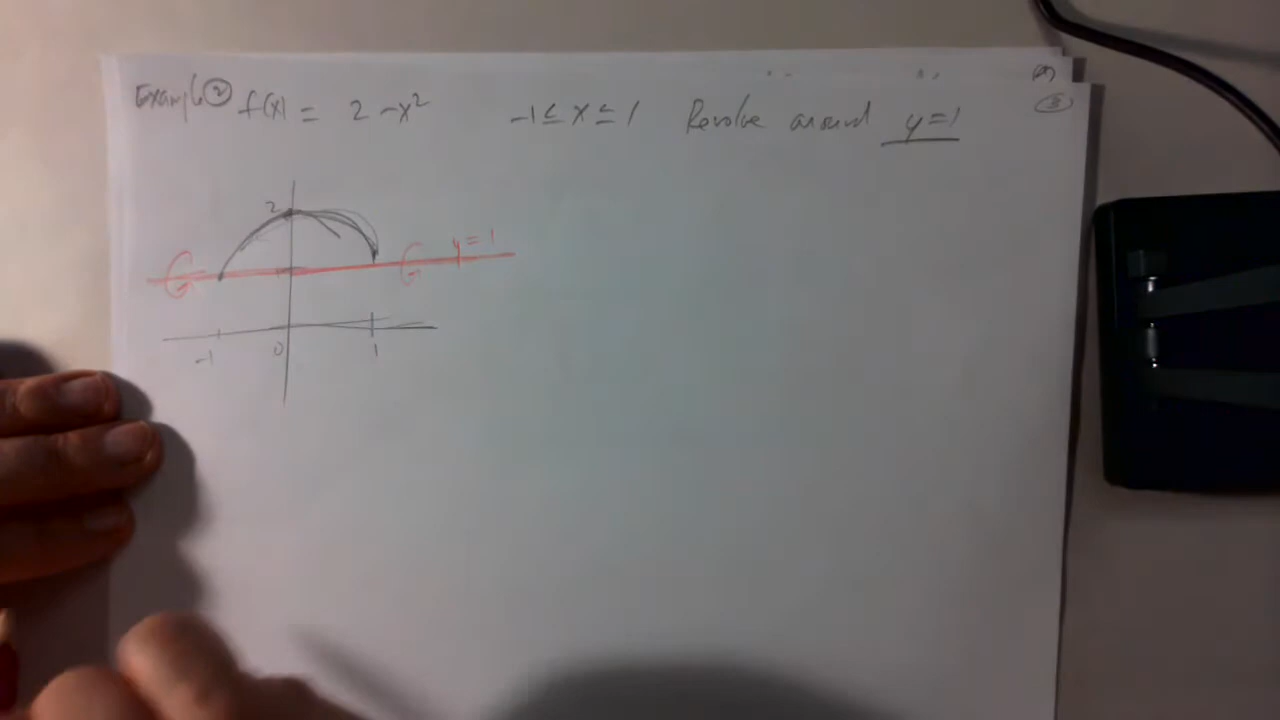 Example ② f(x) = 2 - x² -1 ≤ x ≤ 1 Revolve around y=1
2
y = 1
-1 0 1